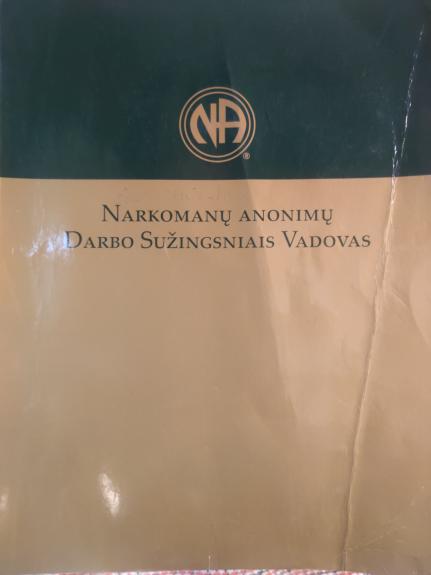 NA
®
Narkomanų anonimų
Darbo Sužingsniais Vadovas